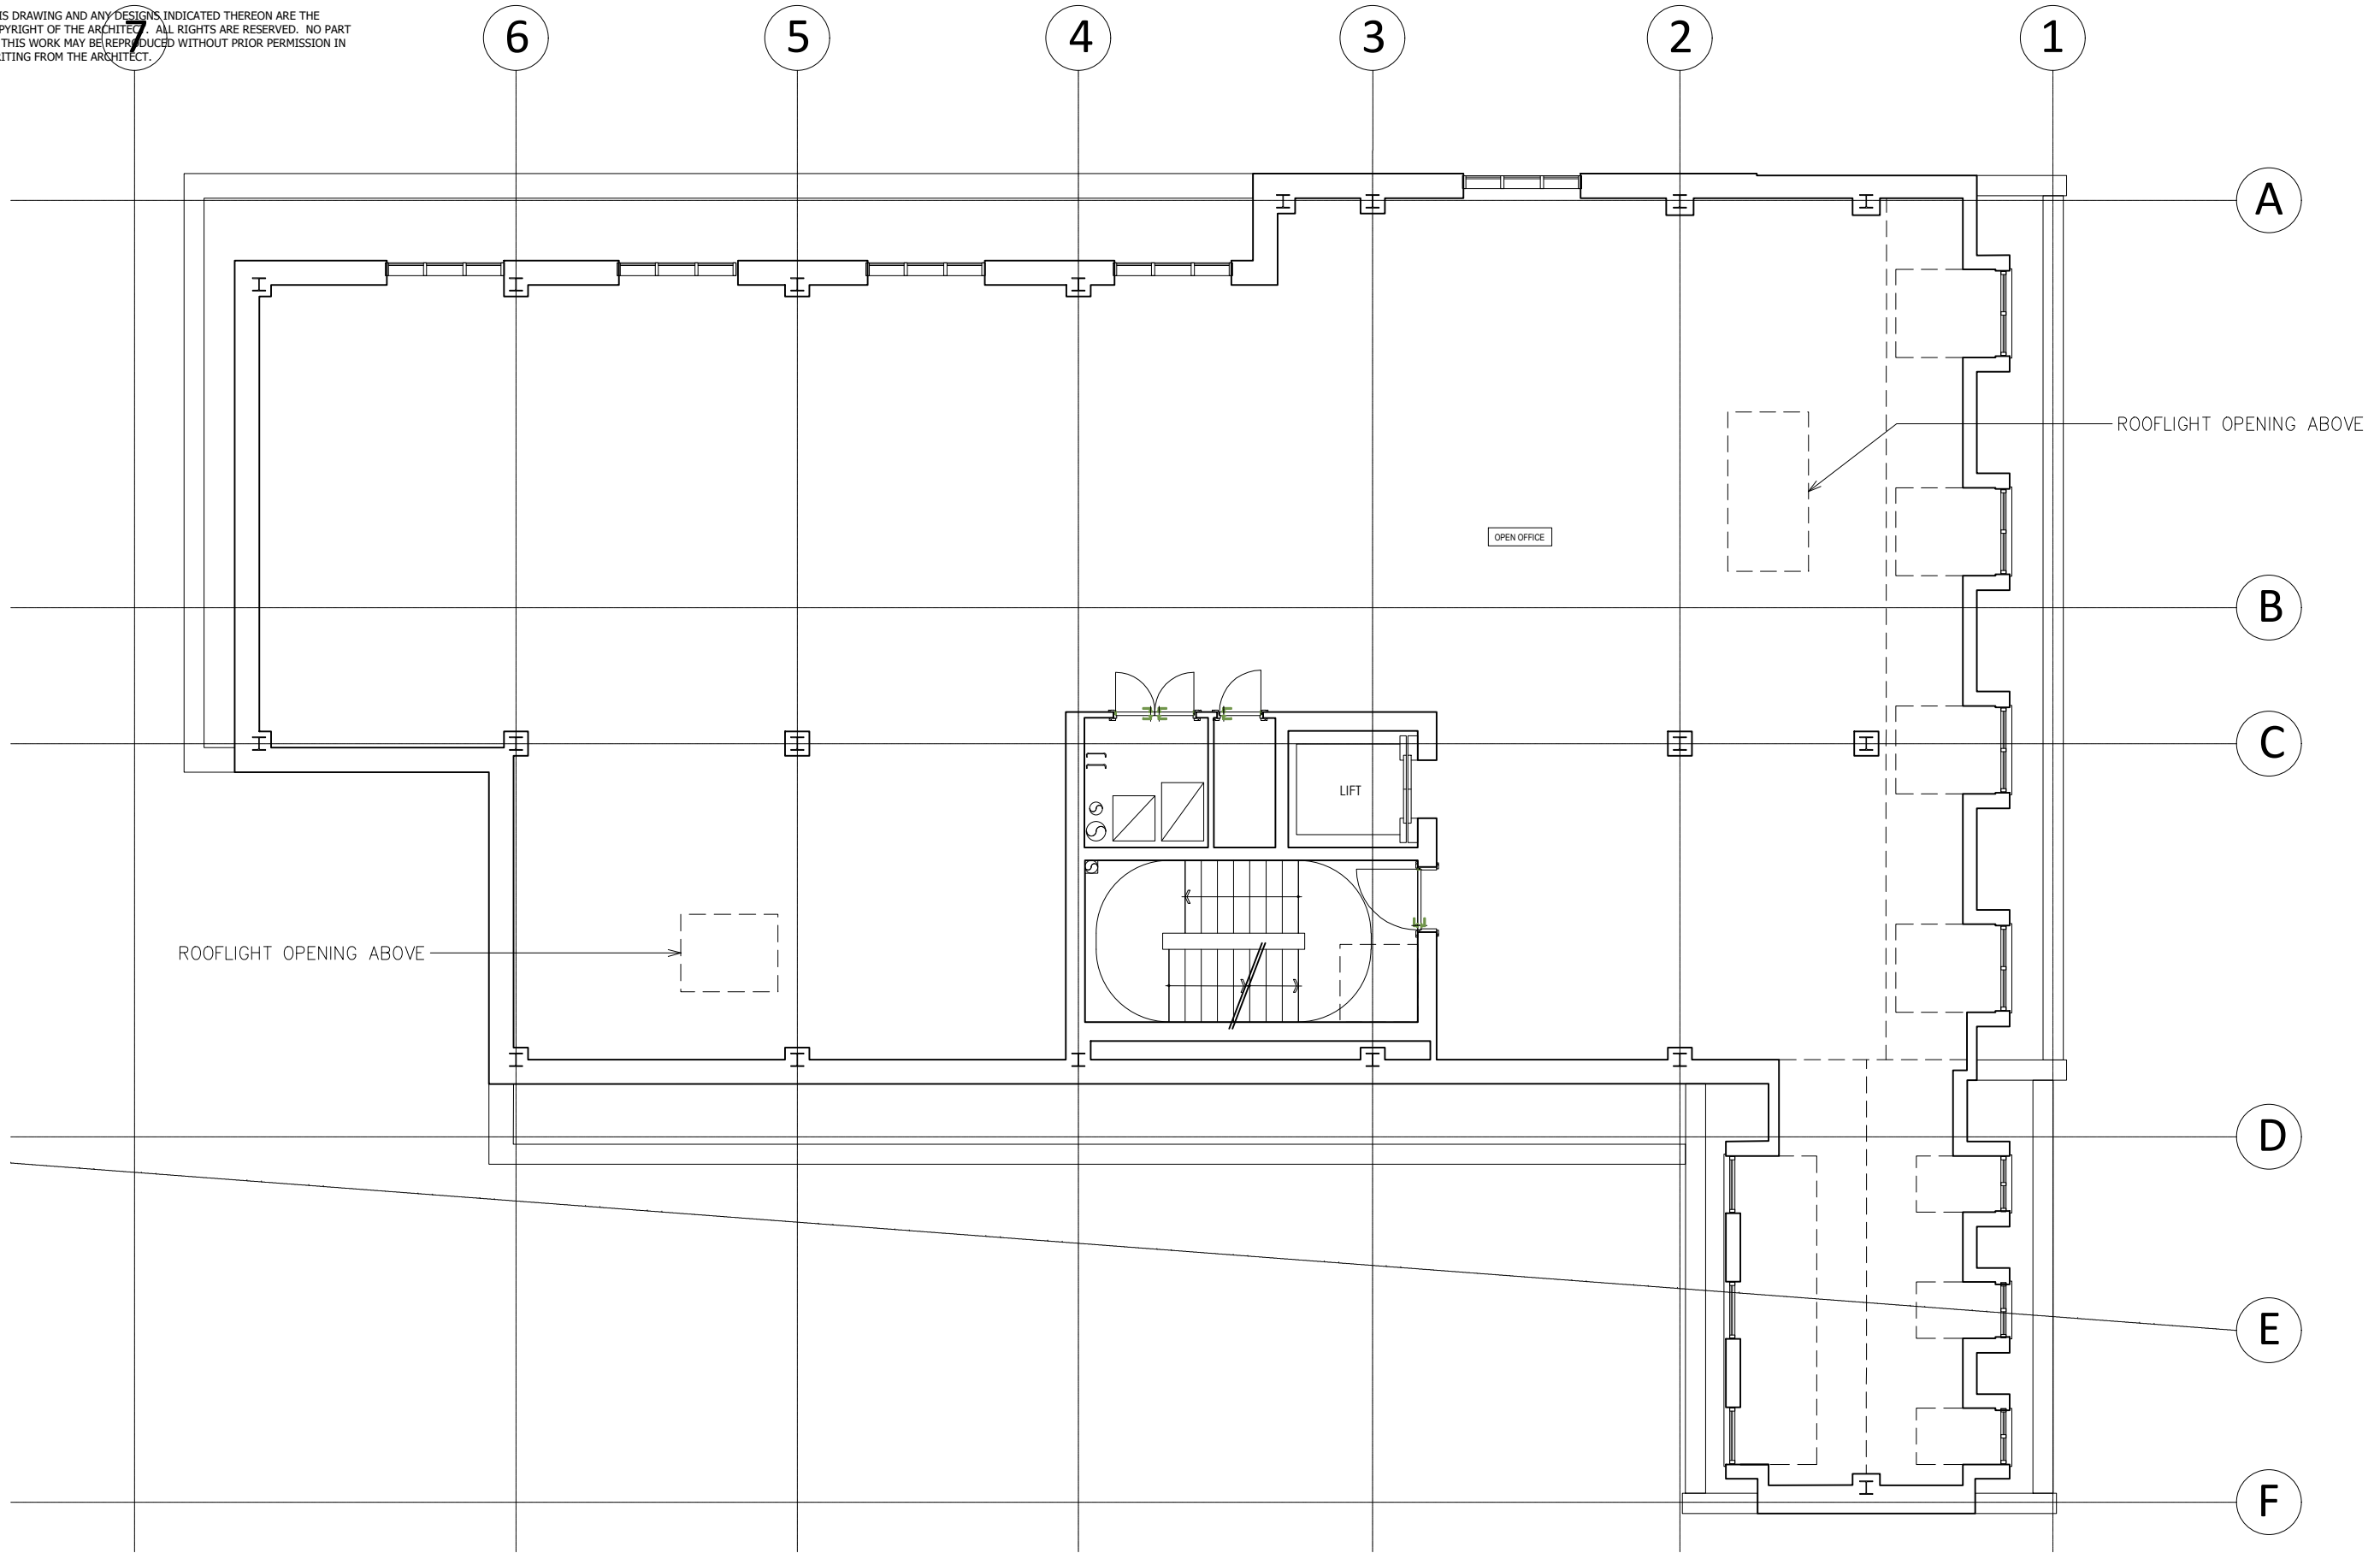 IS DRAWING AND ANY DESIGNS INDICATED THEREON ARE THE
PYRIGHT OF THE ARCHITECT. ALL RIGHTS ARE RESERVED. NO PART
THIS WORK MAY BE REPRODUCED WITHOUT PRIOR PERMISSION IN
ITING FROM THE ARCHITECT.
7 6 5 4 3 2 1
A
ROOFLIGHT OPENING ABOVE
OPEN OFFICE
B
C
LIFT
ROOFLIGHT OPENING ABOVE
D
E
F